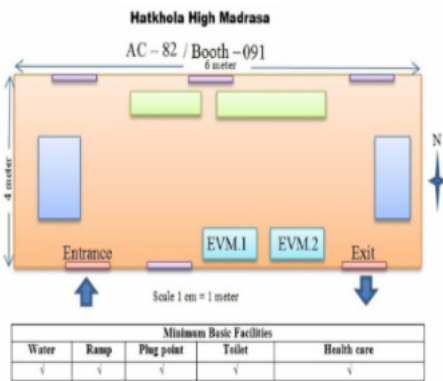 Hatkhola High Madrasa
AC – 82 / Booth –091
6 meter
4 meter
N
EVM.1 EVM.2
Entrance Exit
Scale 1 cm = 1 meter
Minimum Basic Facilities
Water Ramp Plug point Toilet Health care
√ √ √ √ √